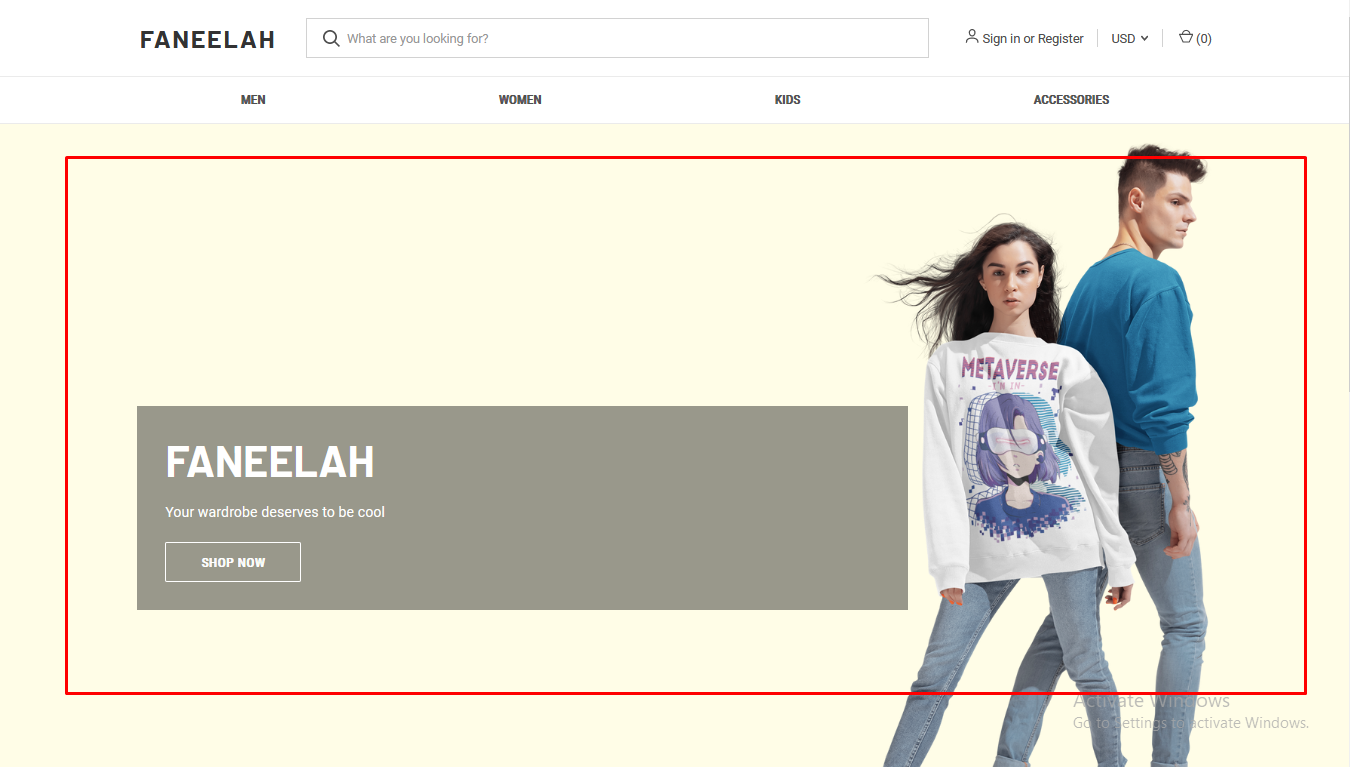 FANEELAH
What are you looking for?
Sign in or Register
USD
(0)
MEN
WOMEN
KIDS
ACCESSORIES
METAVERSE
-I'M IN-
FANEELAH
Your wardrobe deserves to be cool
SHOP NOW
Activate Windows
Go to Settings to activate Windows.